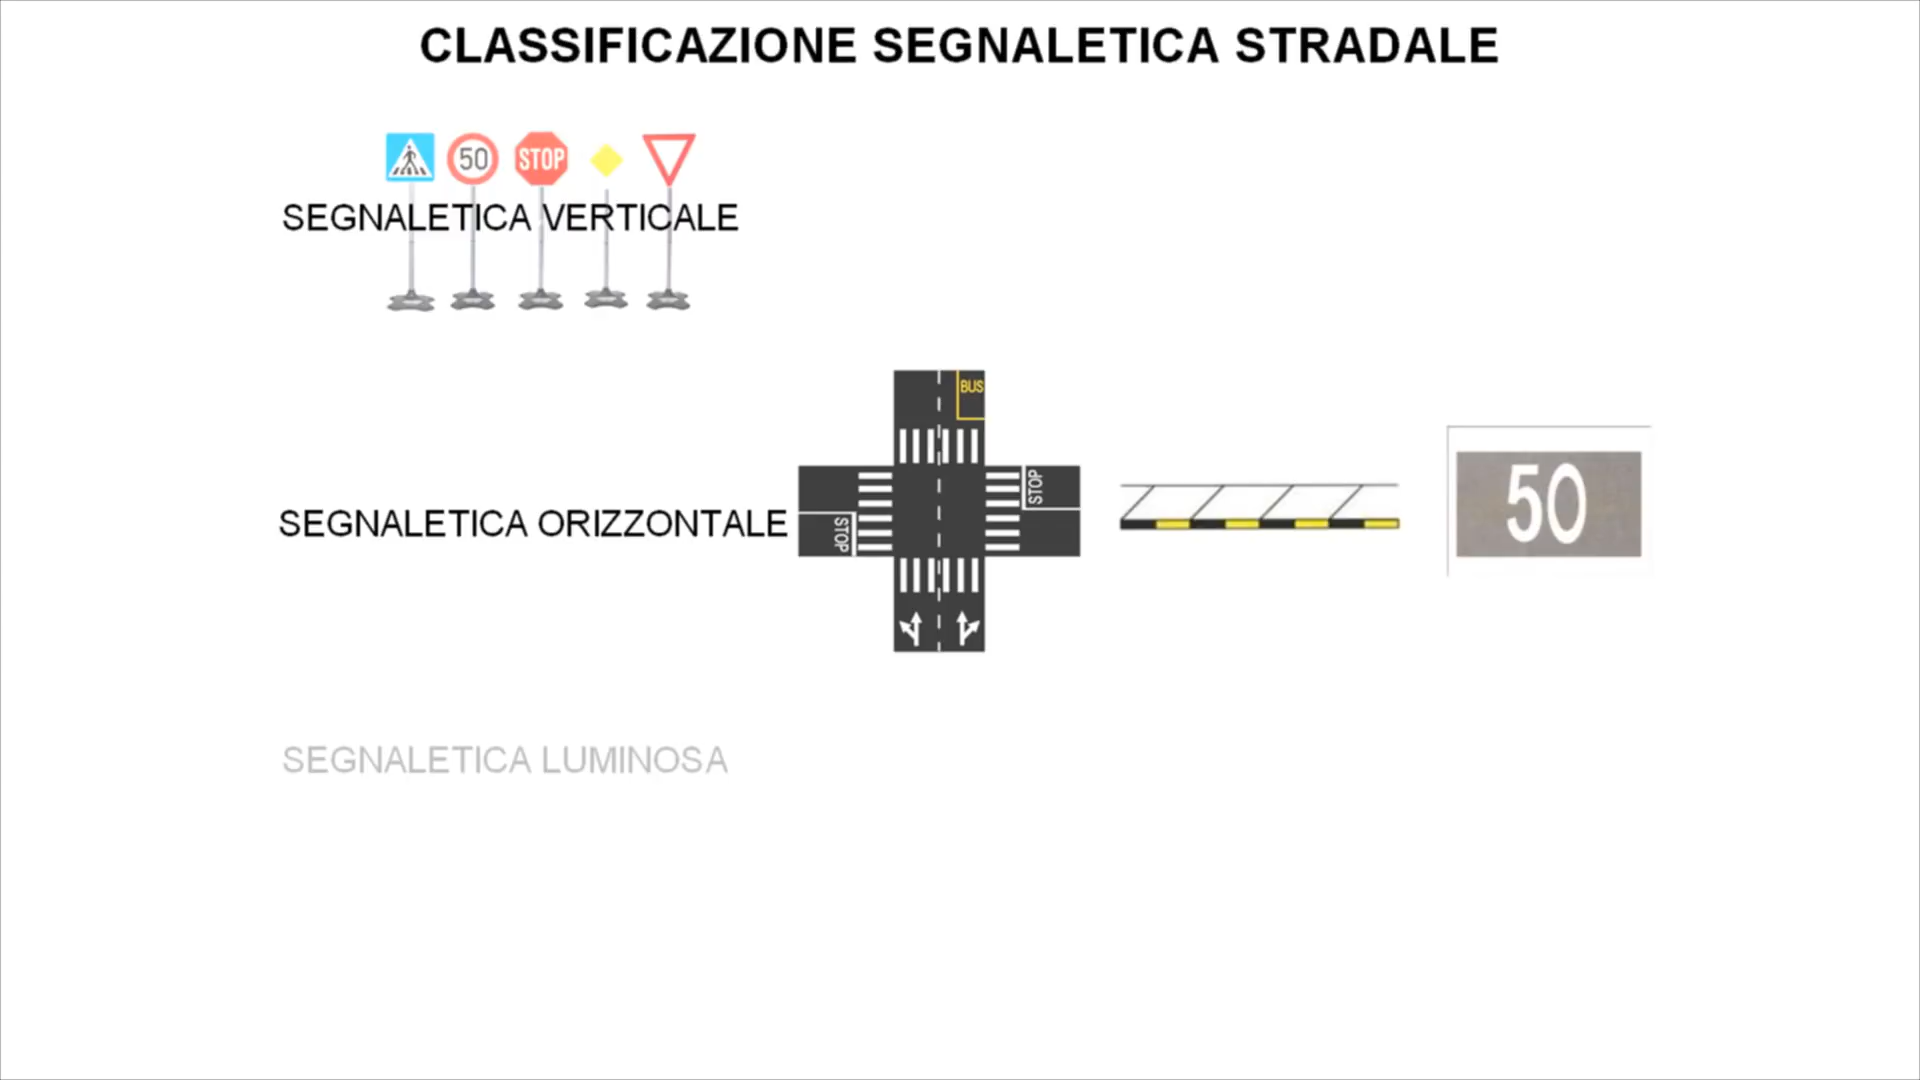 CLASSIFICAZIONE SEGNALETICA STRADALE
50
STOP
SEGNALETICA VERTICALE
BUS
STOP
SEGNALETICA ORIZZONTALE
STOP
50
SEGNALETICA LUMINOSA